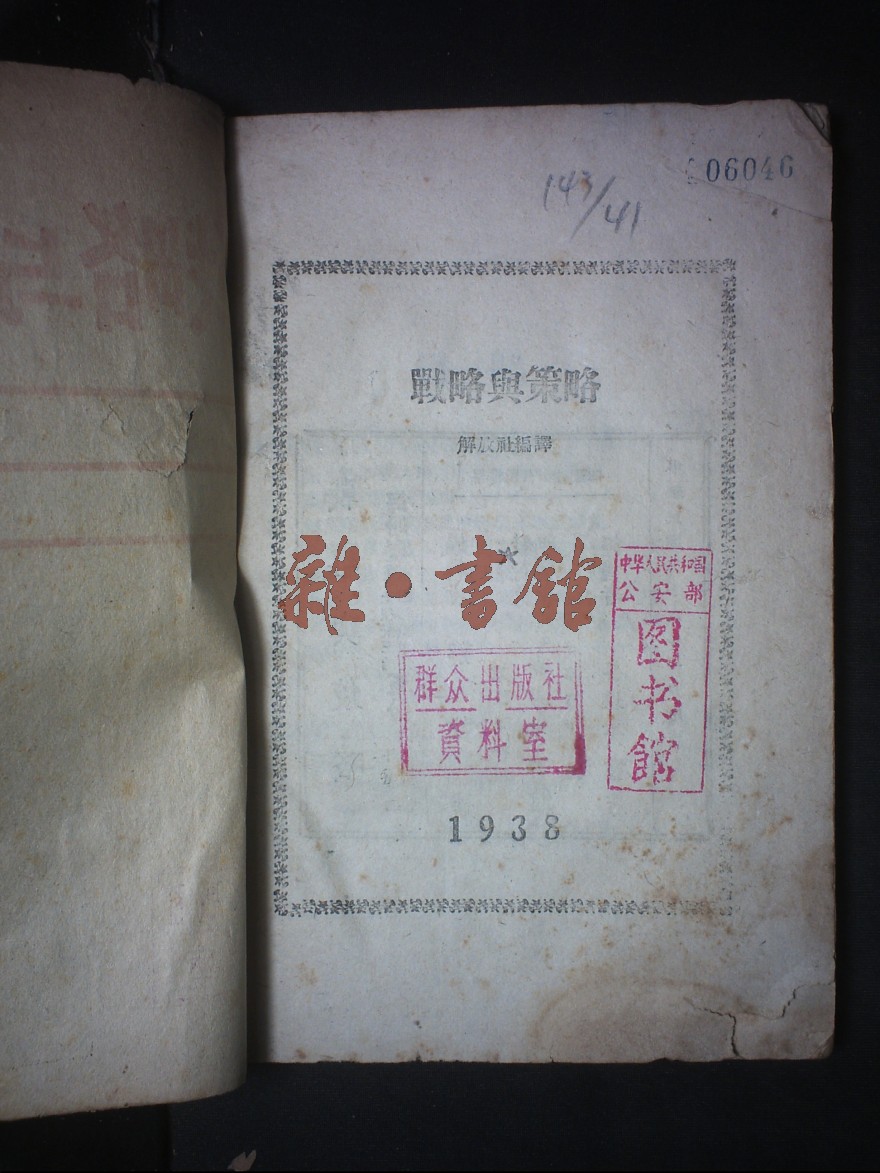 06046
143/41
戰略與策略
解放社編譯
雜·書館
中华人民共和国
公安部
图书館
群众出版社
資料室
1938